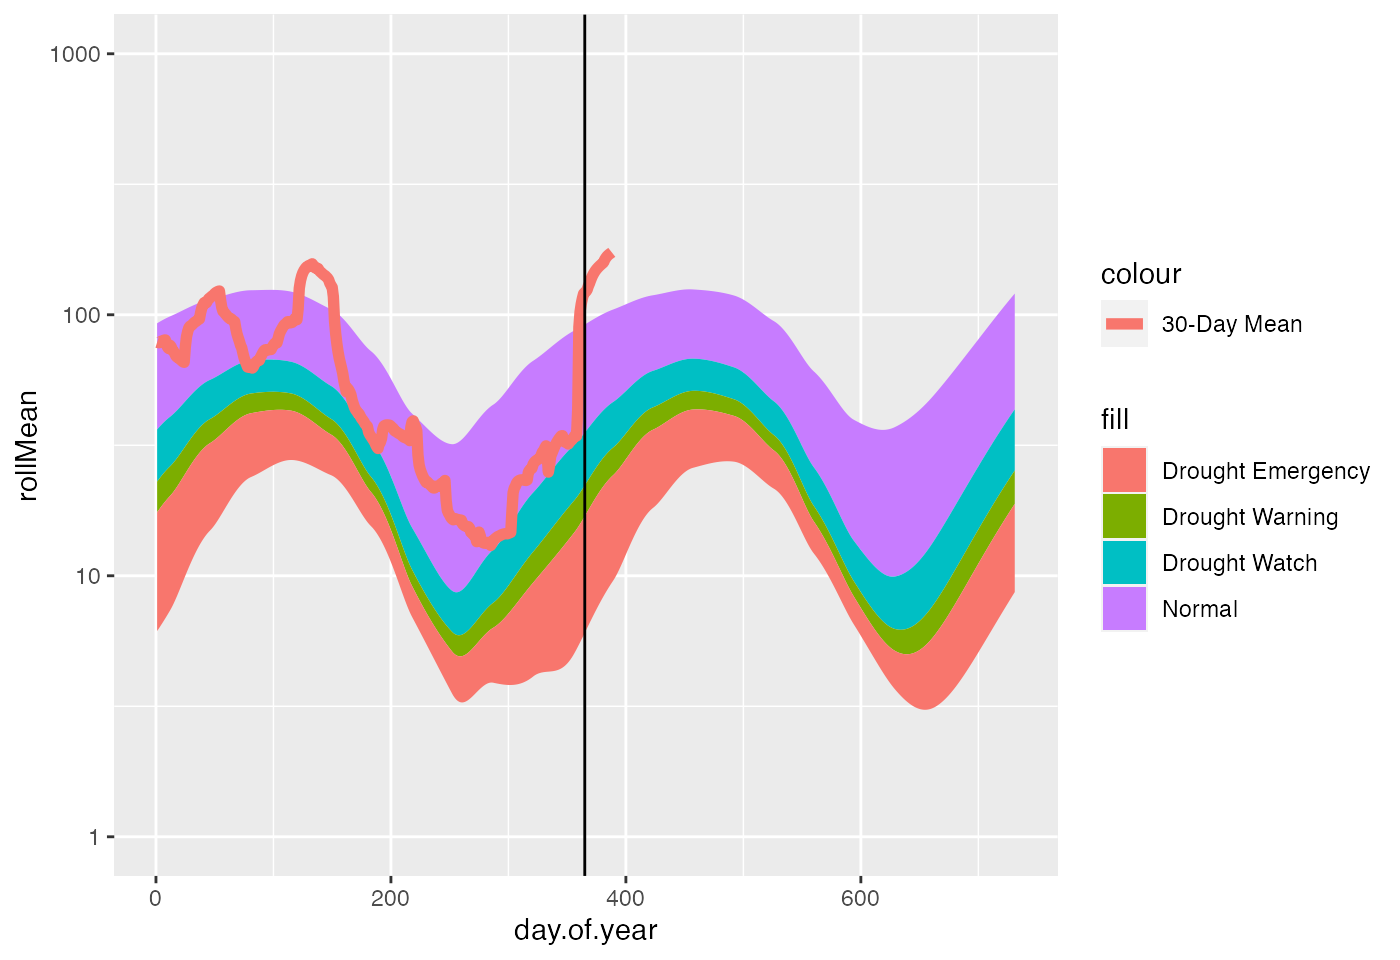 1000
100
10
1
rollMean
0
200
400
600
day.of.year
colour
30-Day Mean
fill
Drought Emergency
Drought Warning
Drought Watch
Normal